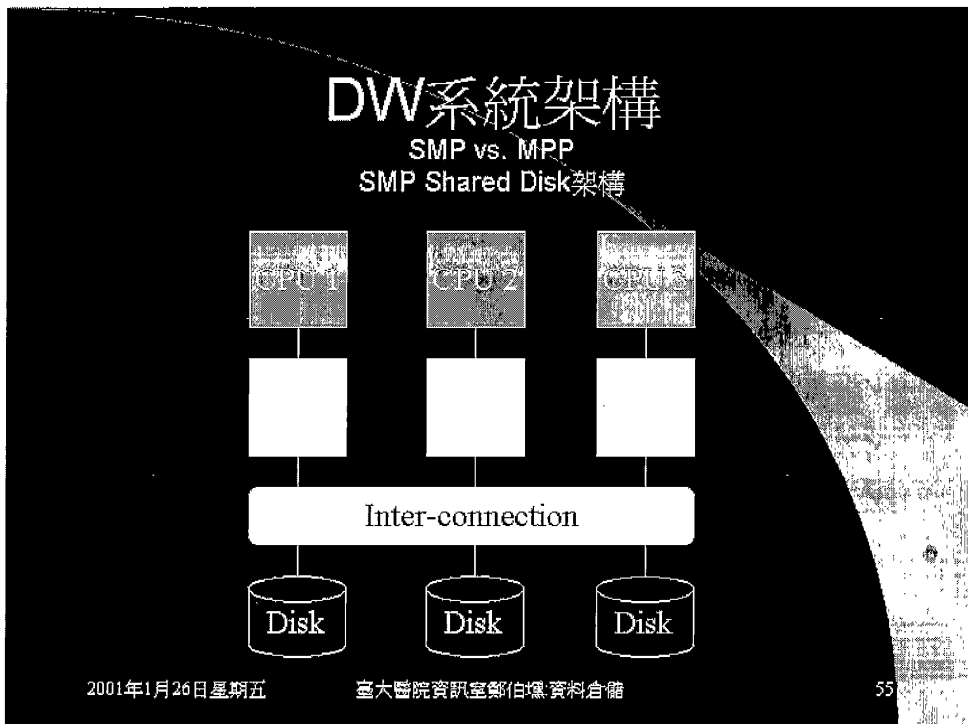 DW系統架構
SMP vs. MPP
SMP Shared Disk架構
CPU 1 CPU 2 CPU 3
Inter-connection
Disk Disk Disk
2001年1月26日星期五 臺大醫院資訊室鄭伯壎:資料倉儲 55